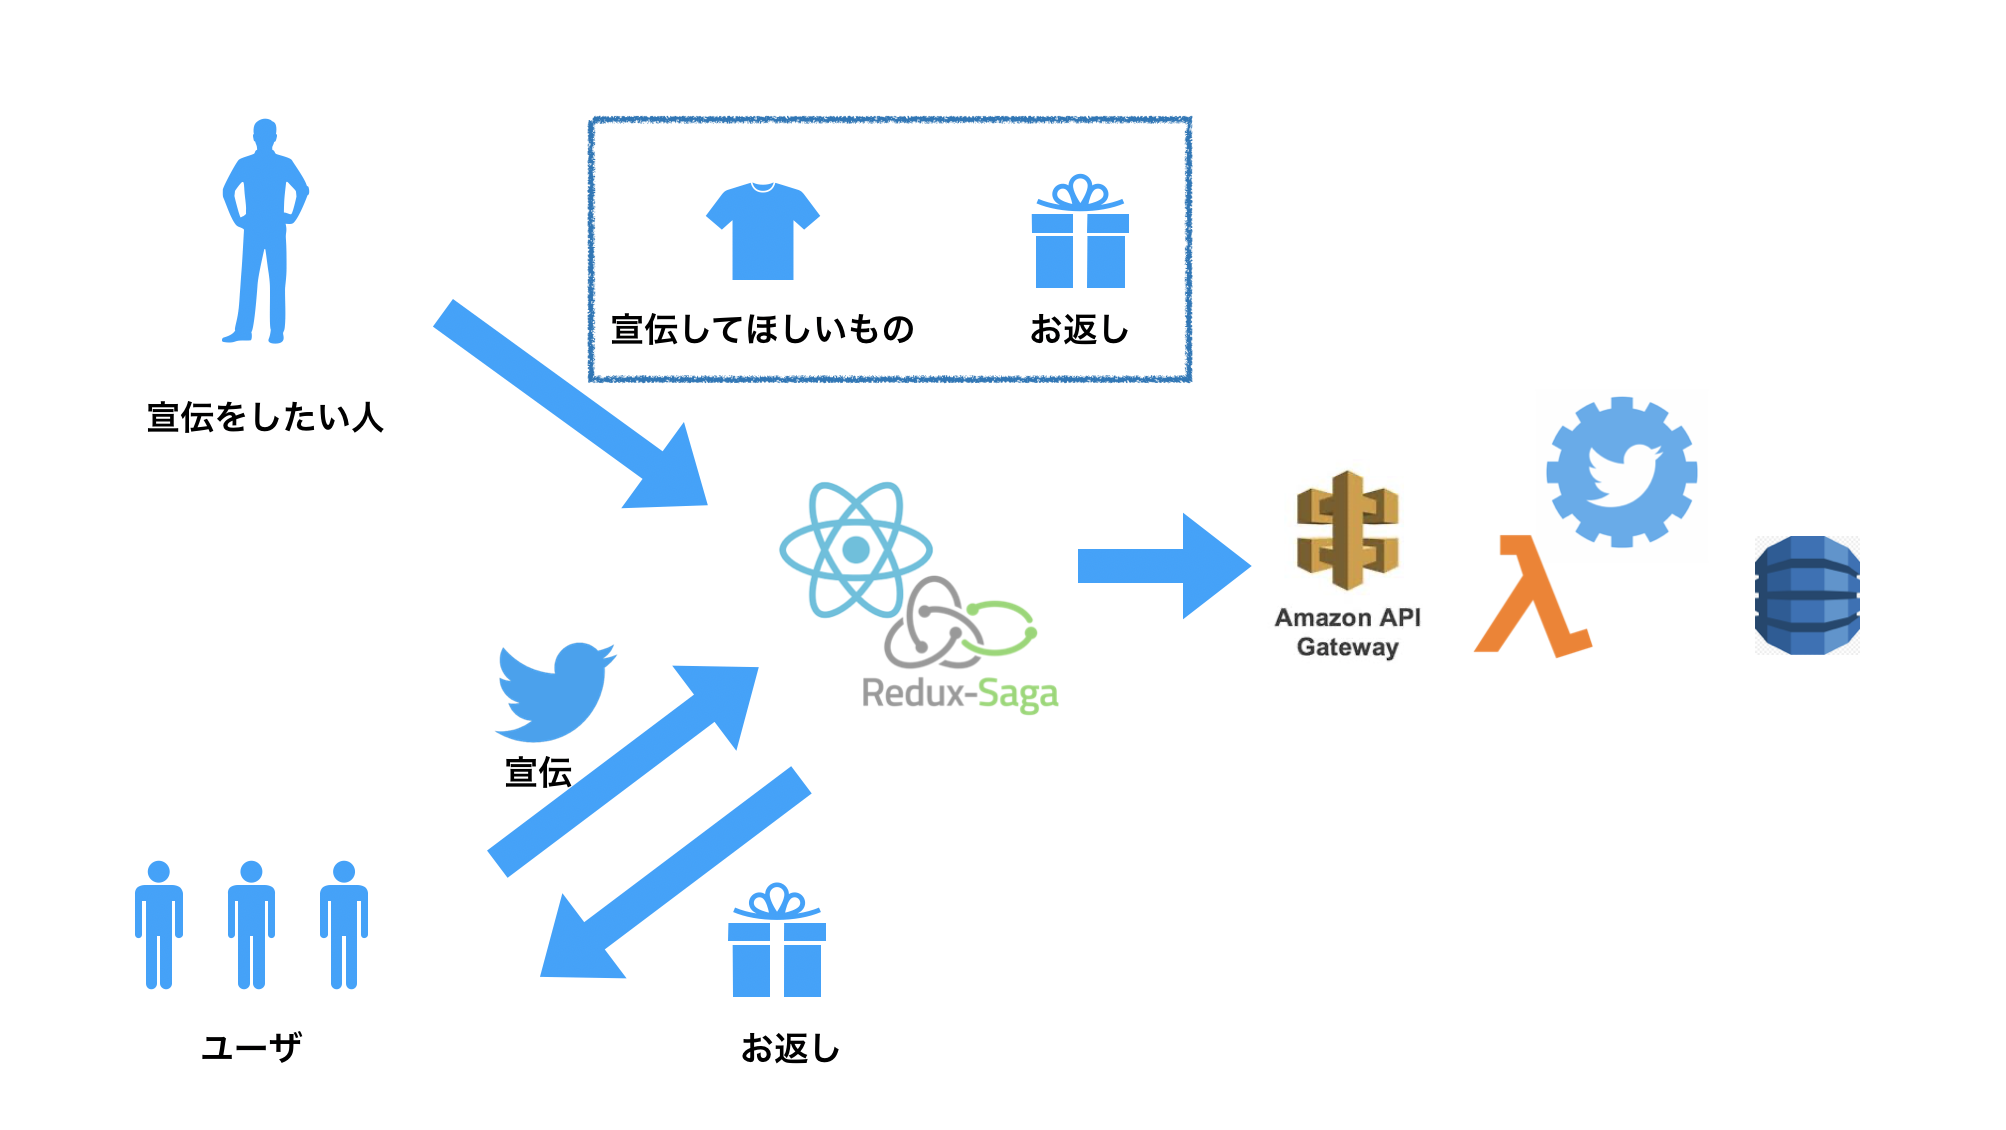 宣伝してほしいもの
お返し
宣伝をしたい人
Amazon API
Gateway
Redux-Saga
宣伝
ユーザ
お返し